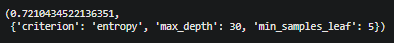 (0.7210434522136351,
{'criterion': 'entropy', 'max_depth': 30, 'min_samples_leaf': 5})